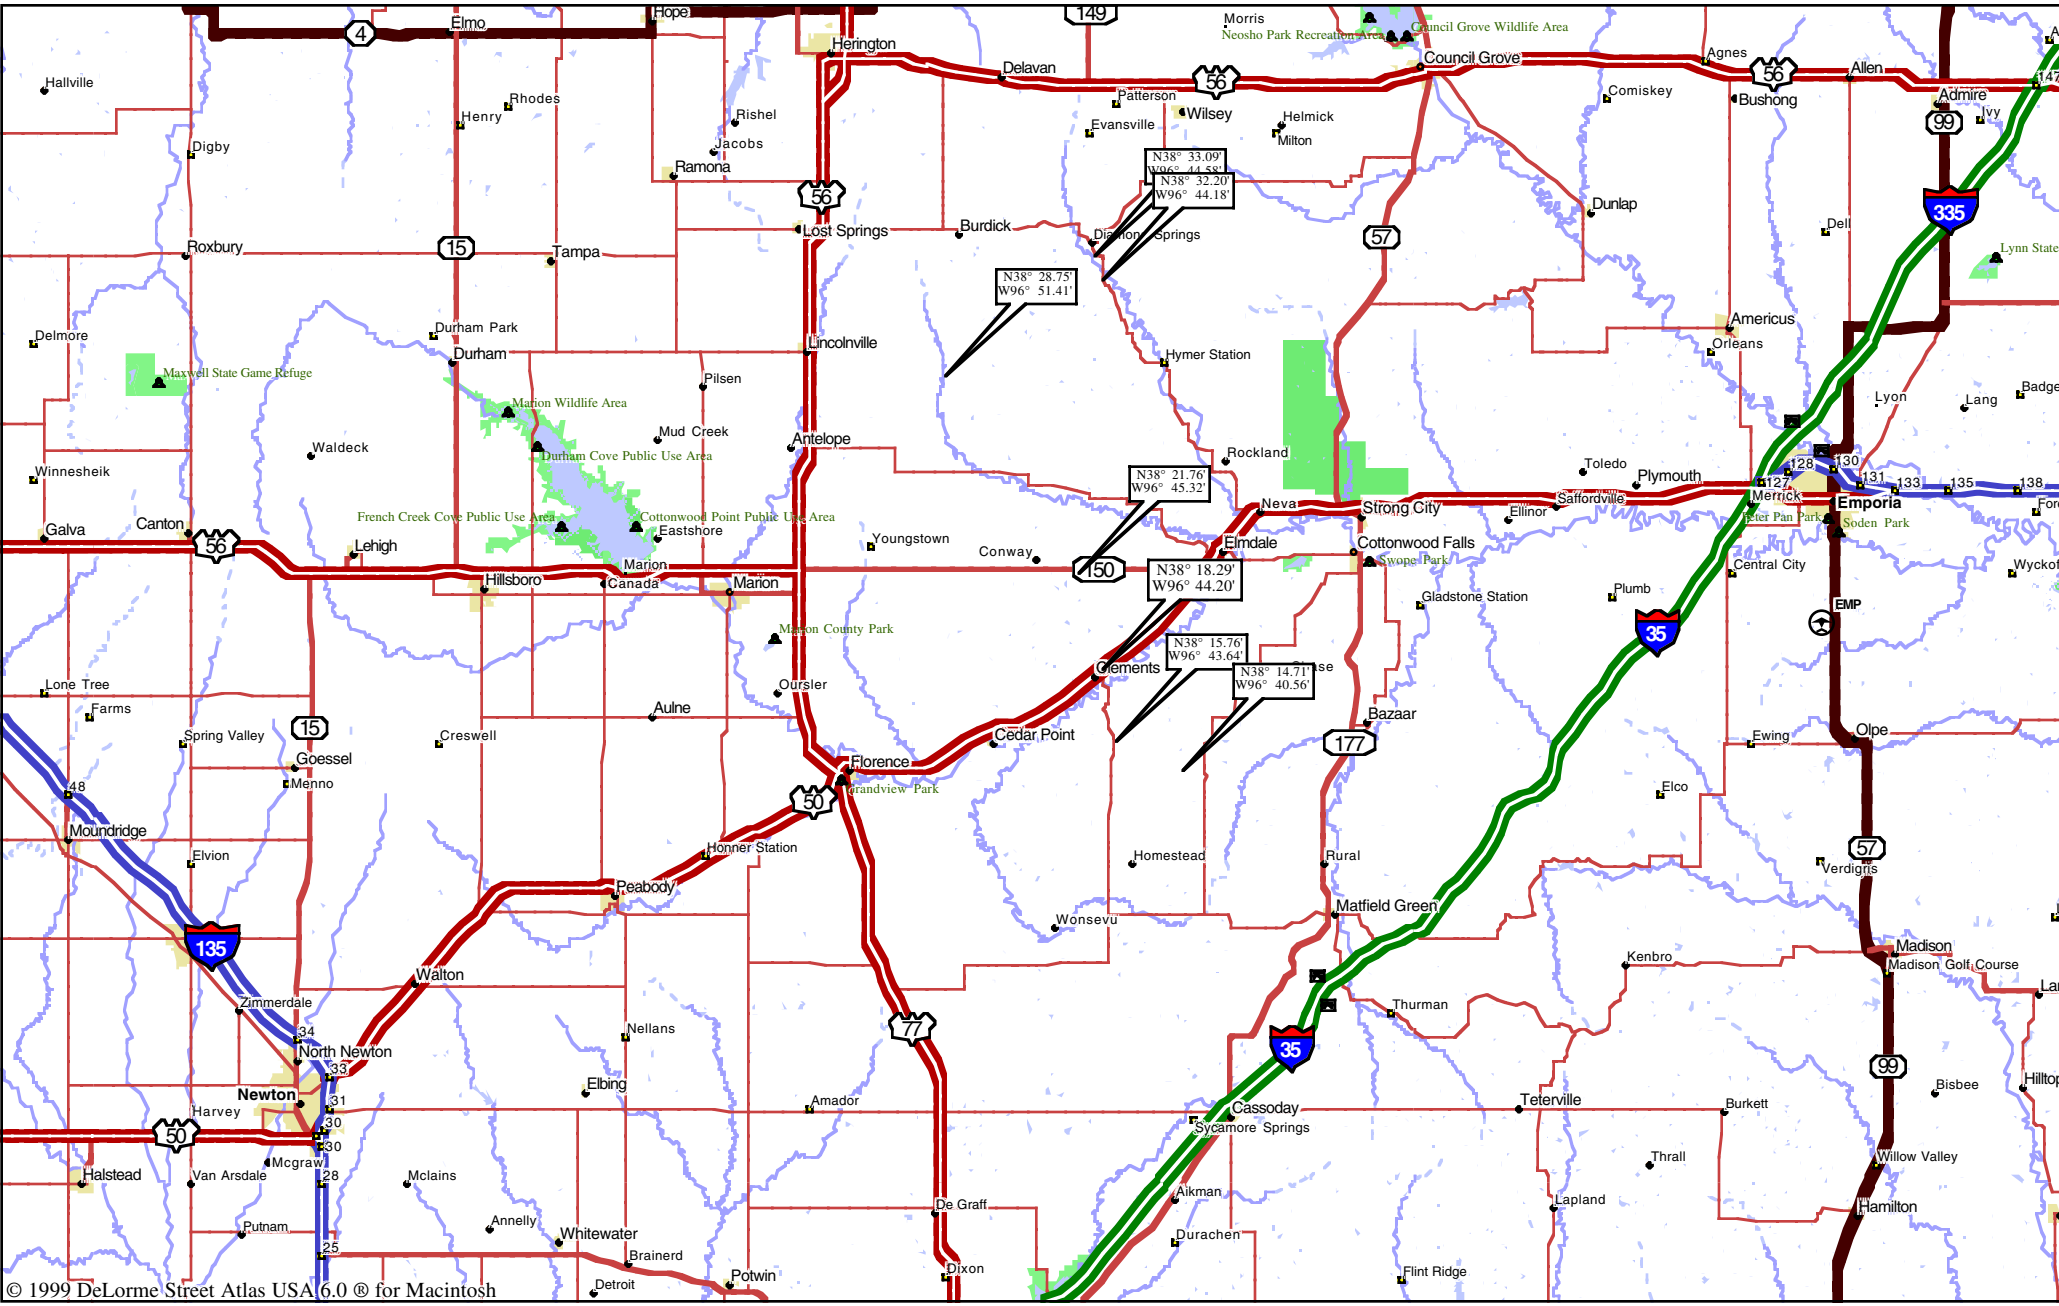 Hope
149
Morris
Council Grove Wildlife Area
Neosho Park Recreation Area
Elmo
4
Herington
Council Grove
Agnes
Delavan
56
56
Allen
147
Hallville
Rhodes
Henry
Rishel
Patterson
Wilsey
Evansville
Helmick
Milton
Comiskey
Bushong
Admire
Ivy
99
Digby
Jacobs
Ramona
N38° 33.09'
W96° 44.58'
N38° 32.20'
W96° 44.18'
56
Dunlap
335
Lost Springs
Burdick
Diamond Springs
57
Dell
Roxbury
15
Tampa
Lynn State
N38° 28.75'
W96° 51.41'
Delmore
Durham Park
Durham
Lincolnville
Hymer Station
Americus
Orleans
Maxwell State Game Refuge
Pilsen
Marion Wildlife Area
Lyon
Lang
Badge
Waldeck
Mud Creek
Antelope
Durham Cove Public Use Area
Rockland
Winnesheik
N38° 21.76'
W96° 45.32'
Toledo
Plymouth
128
130
127
131
133
135
138
Merrick
Emporia
Saffordville
Neva
Strong City
Ellinor
Peter Pan Park
Soden Park
French Creek Cove Public Use Area
Cottonwood Point Public Use Area
Galva
Canton
Eastshore
56
Lehigh
Youngstown
Conway
Elmdale
Cottonwood Falls
Swope Park
Central City
Wyckof
Marion
Hillsboro
Canada
Marion
150
N38° 18.29'
W96° 44.20'
Gladstone Station
Plumb
EMP
35
Marion County Park
N38° 15.76'
W96° 43.64'
Clements
Chase
N38° 14.71'
W96° 40.56'
Lone Tree
Farms
Oursler
Aulne
Bazaar
15
Spring Valley
Creswell
Cedar Point
177
Ewing
Olpe
Goessel
Menno
Florence
Grandview Park
48
50
Elco
Moundridge
Elvion
Honner Station
Homestead
Rural
57
Verdigris
Peabody
Matfield Green
Wonsevu
135
Walton
Kenbro
Madison
Madison Golf Course
Zimmerdale
Thurman
34
Nellans
77
35
North Newton
33
Newton
Elbing
99
Bisbee
Hilltop
31
Harvey
Amador
Cassoday
Teterville
Burkett
30
50
30
Sycamore Springs
Mcgraw
Halstead
Van Arsdale
28
Mclains
Aikman
Thrall
Willow Valley
De Graff
Lapland
Hamilton
Putnam
Annelly
Whitewater
Durachen
25
Brainerd
Dixon
Flint Ridge
Potwin
Detroit
© 1999 DeLorme Street Atlas USA 6.0 ® for Macintosh